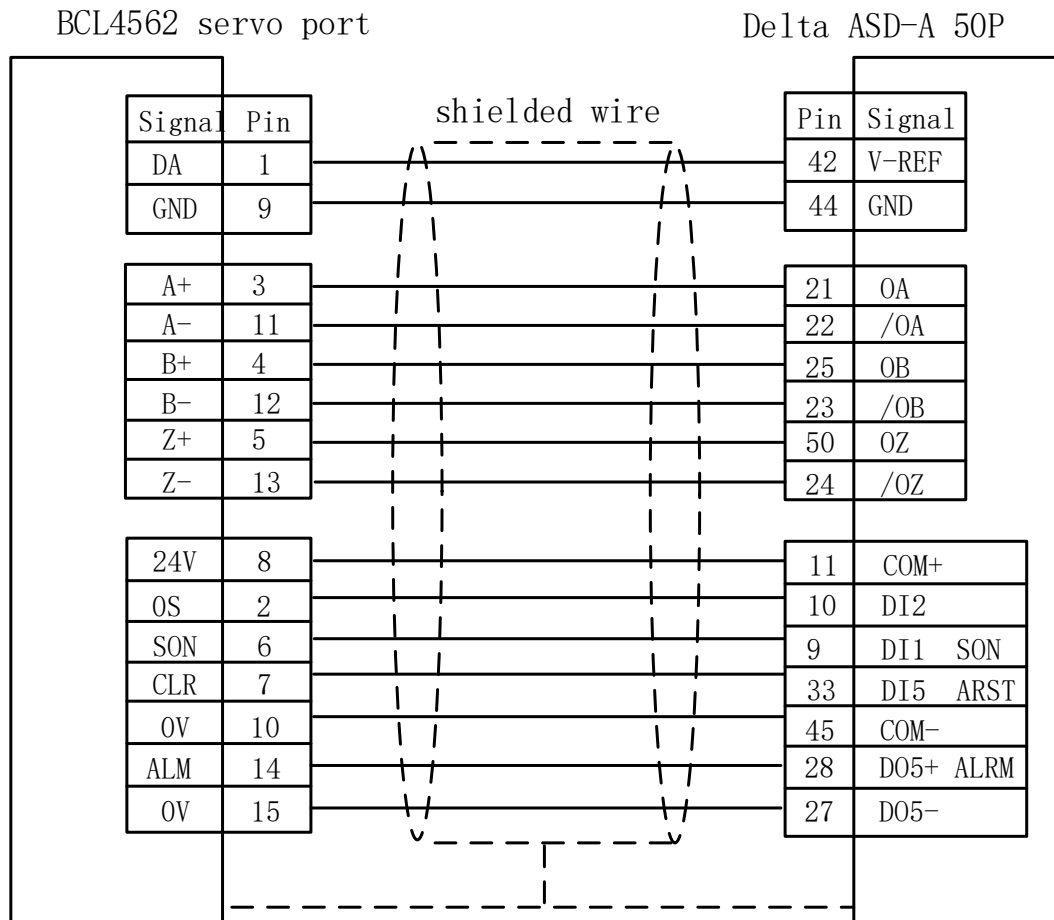 BCL4562 servo port
Delta ASD-A 50P
shielded wire
Signal Pin
Pin Signal
DA 1
42 V-REF
GND 9
44 GND
A+ 3
21 OA
A- 11
22 /OA
B+ 4
25 OB
B- 12
23 /OB
Z+ 5
50 OZ
Z- 13
24 /OZ
24V 8
11 COM+
OS 2
10 DI2
SON 6
9 DI1 SON
CLR 7
33 DI5 ARST
0V 10
45 COM-
ALM 14
28 DO5+ ALRM
0V 15
27 DO5-